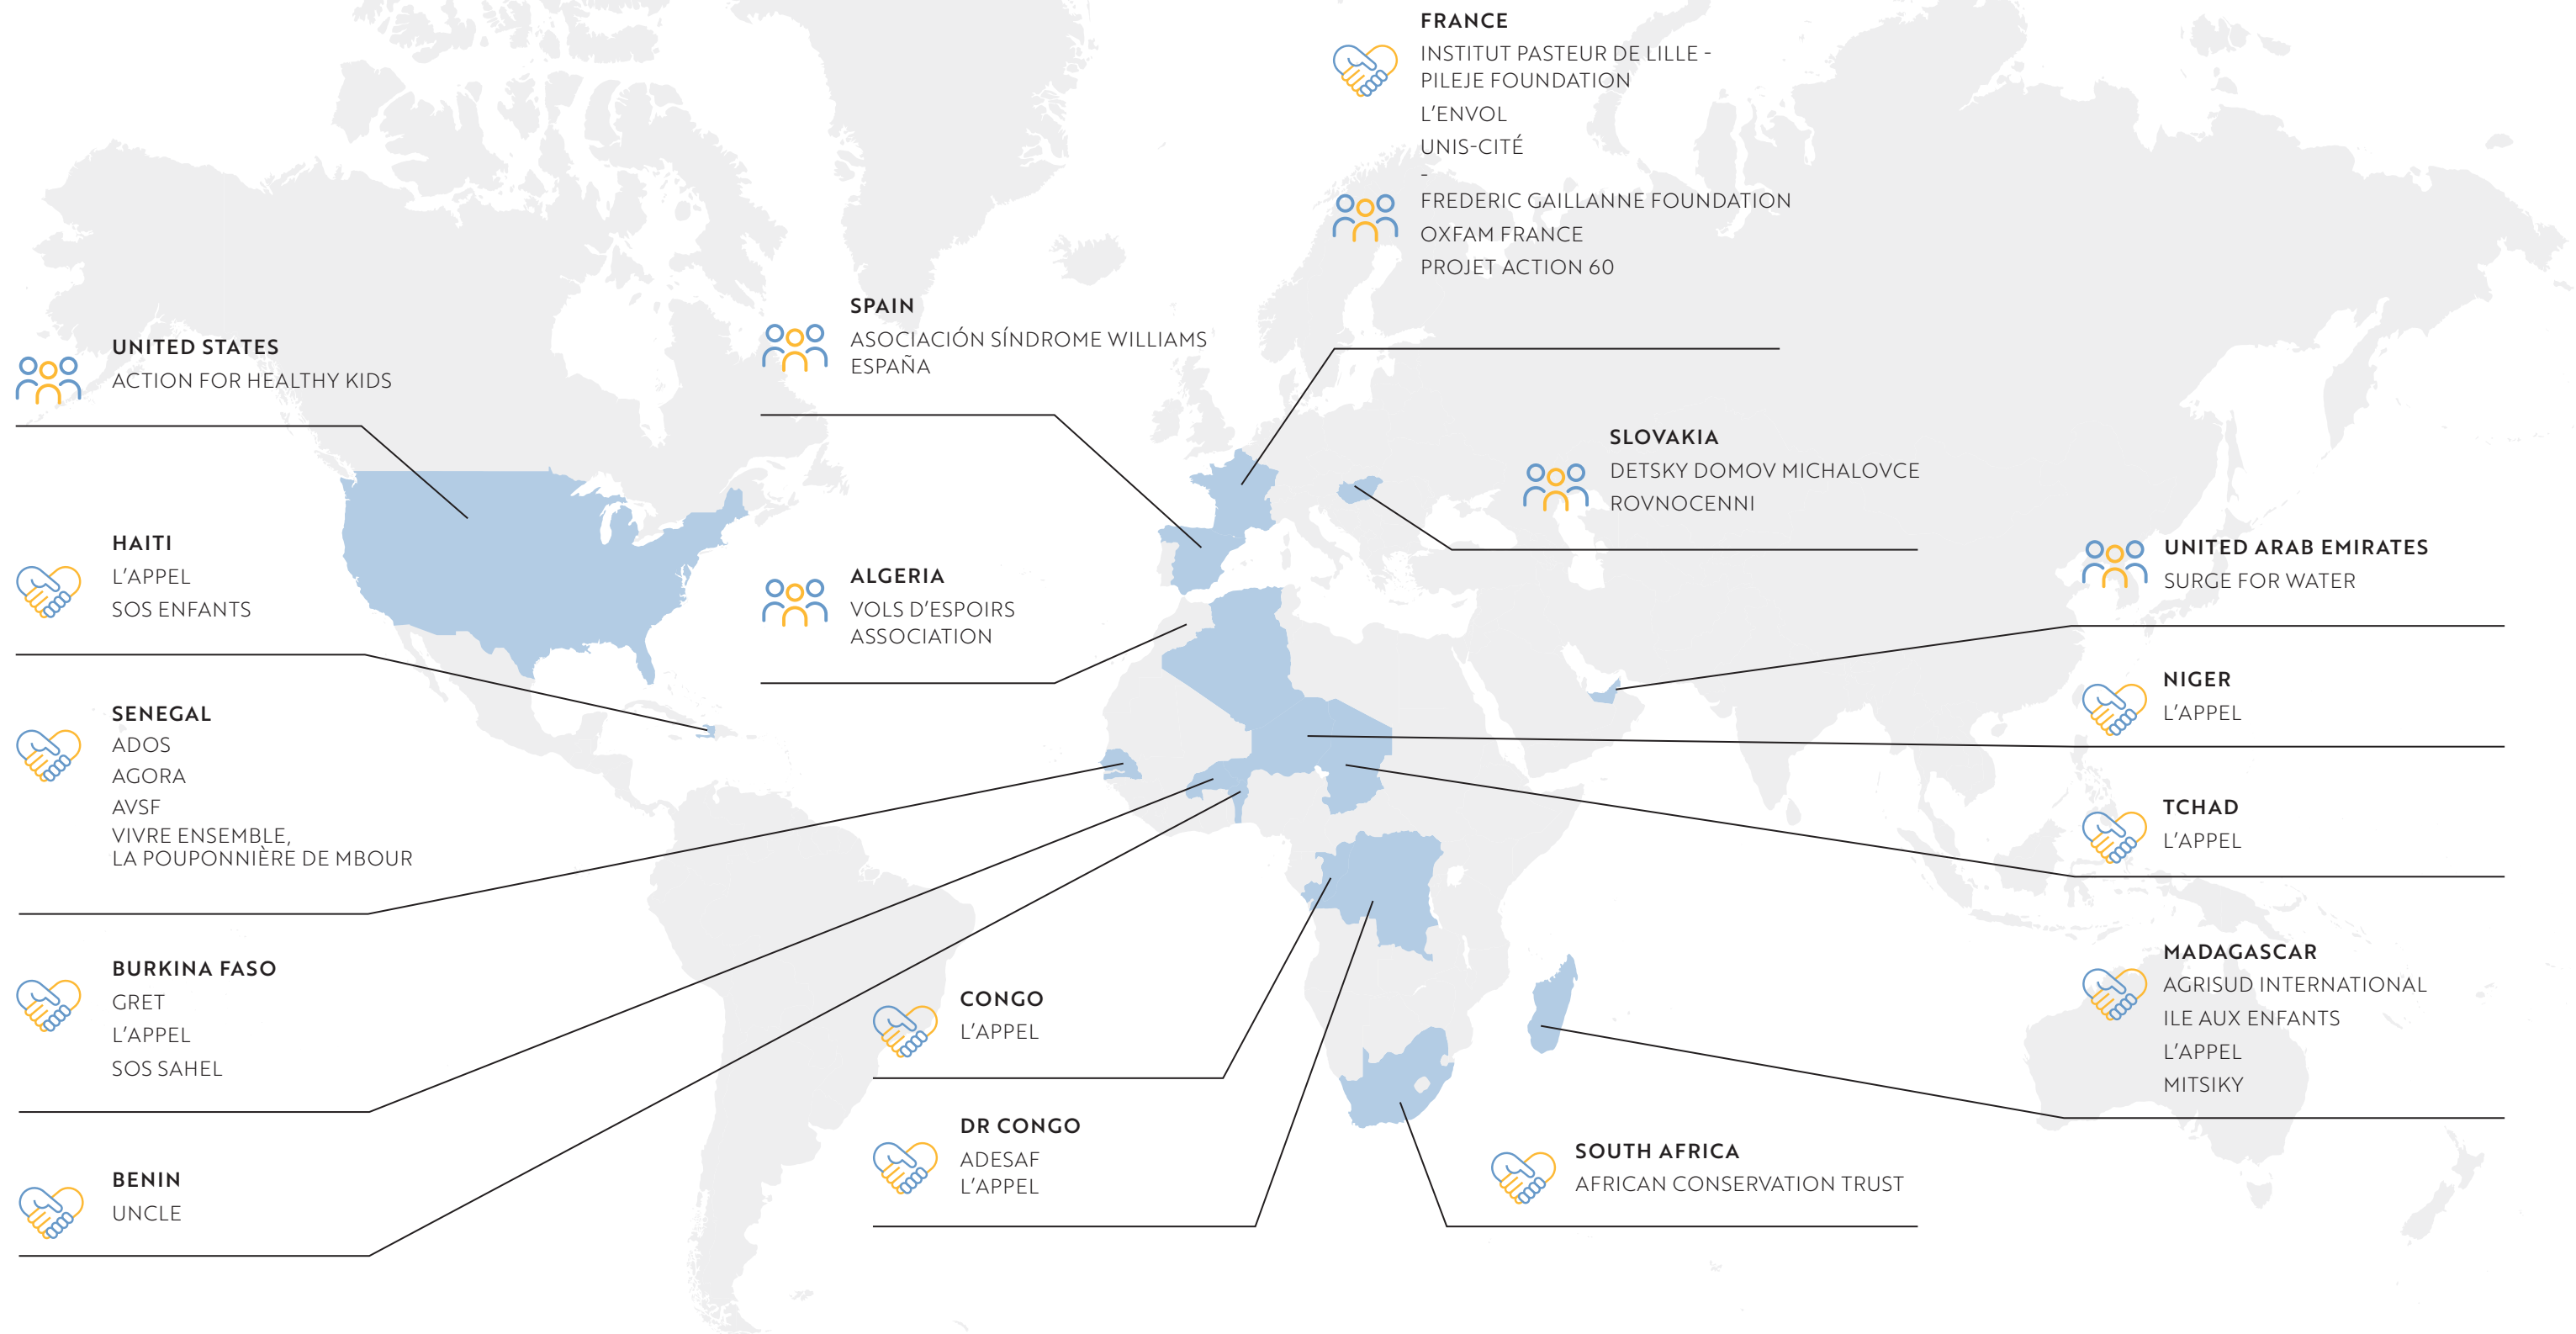 FRANCE
INSTITUT PASTEUR DE LILLE -
PILEJE FOUNDATION
L'ENVOL
UNIS-CITÉ
-
FREDERIC GAILLANNE FOUNDATION
OXFAM FRANCE
PROJET ACTION 60
SPAIN
ASOCIACIÓN SÍNDROME WILLIAMS
ESPAÑA
UNITED STATES
ACTION FOR HEALTHY KIDS
SLOVAKIA
DETSKY DOMOV MICHALOVCE
ROVNOCENNI
HAITI
L'APPEL
SOS ENFANTS
ALGERIA
VOLS D'ESPOIRS
ASSOCIATION
UNITED ARAB EMIRATES
SURGE FOR WATER
SENEGAL
ADOS
AGORA
AVSF
VIVRE ENSEMBLE,
LA POUPONNIÈRE DE MBOUR
NIGER
L'APPEL
TCHAD
L'APPEL
BURKINA FASO
GRET
L'APPEL
SOS SAHEL
CONGO
L'APPEL
MADAGASCAR
AGRISUD INTERNATIONAL
ILE AUX ENFANTS
L'APPEL
MITSIKY
BENIN
UNCLE
DR CONGO
ADESAF
L'APPEL
SOUTH AFRICA
AFRICAN CONSERVATION TRUST